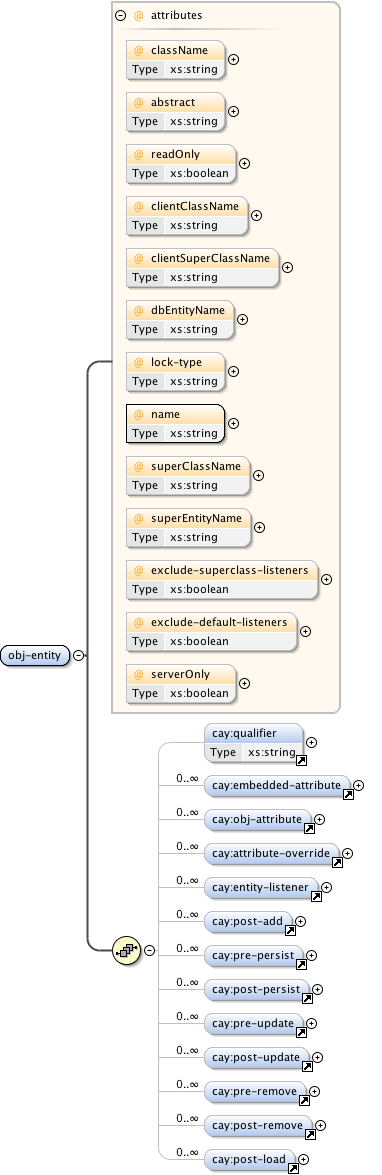 @ attributes
@ className
Type xs:string
@ abstract
Type xs:string
@ readOnly
Type xs:boolean
@ clientClassName
Type xs:string
@ clientSuperClassName
Type xs:string
@ dbEntityName
Type xs:string
@ lock-type
Type xs:string
@ name
Type xs:string
@ superClassName
Type xs:string
@ superEntityName
Type xs:string
@ exclude-superclass-listeners
Type xs:boolean
@ exclude-default-listeners
Type xs:boolean
obj-entity
@ serverOnly
Type xs:boolean
cay:qualifier
Type xs:string
0..∞ cay:embedded-attribute
0..∞ cay:obj-attribute
0..∞ cay:attribute-override
0..∞ cay:entity-listener
0..∞ cay:post-add
0..∞ cay:pre-persist
0..∞ cay:post-persist
0..∞ cay:pre-update
0..∞ cay:post-update
0..∞ cay:pre-remove
0..∞ cay:post-remove
0..∞ cay:post-load